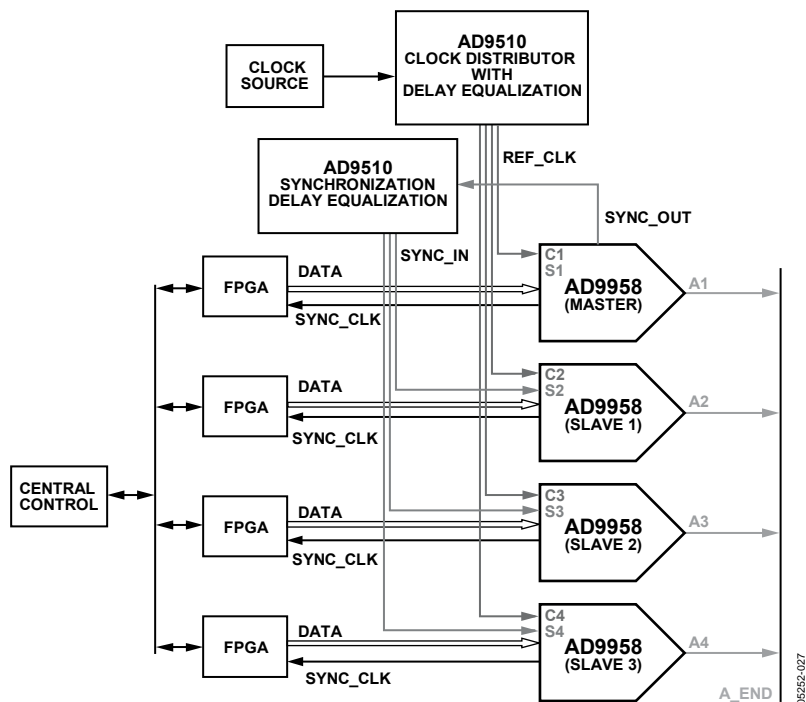 AD9510
CLOCK DISTRIBUTOR
WITH
DELAY EQUALIZATION
CLOCK
SOURCE
AD9510
SYNCHRONIZATION
DELAY EQUALIZATION
REF_CLK
SYNC_OUT
SYNC_IN
FPGA
DATA
SYNC_CLK
C1
S1
AD9958
(MASTER)
A1
FPGA
DATA
SYNC_CLK
C2
S2
AD9958
(SLAVE 1)
A2
CENTRAL
CONTROL
FPGA
DATA
SYNC_CLK
C3
S3
AD9958
(SLAVE 2)
A3
FPGA
DATA
SYNC_CLK
C4
S4
AD9958
(SLAVE 3)
A4
A_END
05252-027